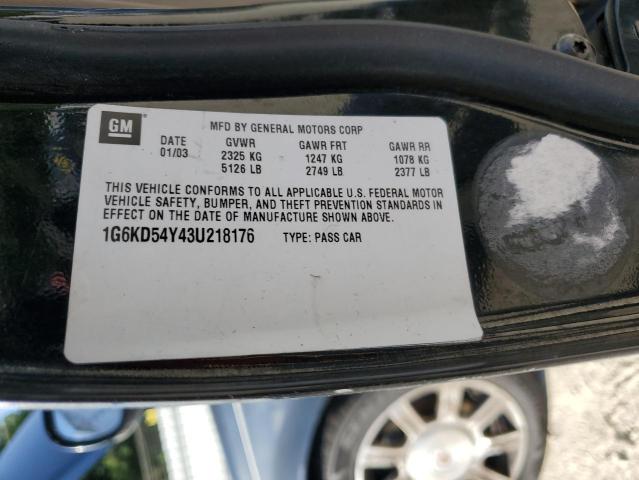 GM
MFD BY GENERAL MOTORS CORP
DATE GVWR GAWR FRT GAWR RR
01/03 2325 KG 1247 KG 1078 KG
5126 LB 2749 LB 2377 LB
THIS VEHICLE CONFORMS TO ALL APPLICABLE U.S. FEDERAL MOTOR
VEHICLE SAFETY, BUMPER, AND THEFT PREVENTION STANDARDS IN
EFFECT ON THE DATE OF MANUFACTURE SHOWN ABOVE.
1G6KD54Y43U218176 TYPE: PASS CAR